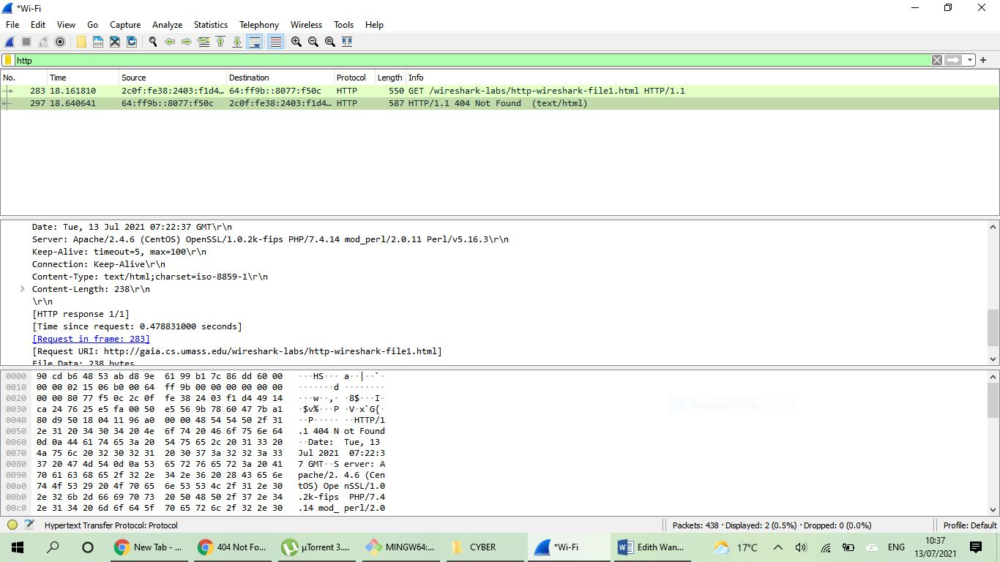 *Wi-Fi
File Edit View Go Capture Analyze Statistics Telephony Wireless Tools Help
http
No. Time Source Destination Protocol Length Info
283 18.161810 2c0f:fe38:2403:f1d4… 64:ff9b::8077:f50c HTTP 550 GET /wireshark-labs/http-wireshark-file1.html HTTP/1.1
297 18.640641 64:ff9b::8077:f50c 2c0f:fe38:2403:f1d4… HTTP 587 HTTP/1.1 404 Not Found (text/html)
Date: Tue, 13 Jul 2021 07:22:37 GMT\r\n
Server: Apache/2.4.6 (CentOS) OpenSSL/1.0.2k-fips PHP/7.4.14 mod_perl/2.0.11 Perl/v5.16.3\r\n
Keep-Alive: timeout=5, max=100\r\n
Connection: Keep-Alive\r\n
Content-Type: text/html;charset=iso-8859-1\r\n
Content-Length: 238\r\n
\r\n
[HTTP response 1/1]
[Time since request: 0.478831000 seconds]
[Request in frame: 283]
[Request URI: http://gaia.cs.umass.edu/wireshark-labs/http-wireshark-file1.html]
File Data: 238 bytes
0000 90 cd b6 48 53 ab d8 9e 61 99 b1 7c 86 dd 60 00 ···HS··· a··|··`·
0010 00 00 02 15 06 b0 00 64 ff 9b 00 00 00 00 00 00 ·······d ········
0020 00 00 80 77 f5 0c 2c 0f fe 38 24 03 f1 d4 49 14 ···w··,· ·8$···I·
0030 ca 24 76 25 e5 fa 00 50 e5 56 9b 78 60 47 7b a1 ·$v%···P ·V·x`G{·
0040 80 d9 50 18 04 11 96 a0 00 00 48 54 54 50 2f 31 ··P····· ··HTTP/1
0050 2e 31 20 34 30 34 20 4e 6f 74 20 46 6f 75 6e 64 .1 404 N ot Found
0060 0d 0a 44 61 74 65 3a 20 54 75 65 2c 20 31 33 20 ··Date: Tue, 13
0070 4a 75 6c 20 32 30 32 31 20 30 37 3a 32 32 3a 33 Jul 2021 07:22:3
0080 37 20 47 4d 54 0d 0a 53 65 72 76 65 72 3a 20 41 7 GMT··S erver: A
0090 70 61 63 68 65 2f 32 2e 34 2e 36 20 28 43 65 6e pache/2. 4.6 (Cen
00a0 74 4f 53 29 20 4f 70 65 6e 53 53 4c 2f 31 2e 30 tOS) Ope nSSL/1.0
00b0 2e 32 6b 2d 66 69 70 73 20 50 48 50 2f 37 2e 34 .2k-fips PHP/7.4
00c0 2e 31 34 20 6d 6f 64 5f 70 65 72 6c 2f 32 2e 30 .14 mod_ perl/2.0
Rectangular Snip
Hypertext Transfer Protocol: Protocol Packets: 438 · Displayed: 2 (0.5%) · Dropped: 0 (0.0%) Profile: Default
New Tab - ... 404 Not Fo... µTorrent 3.... MINGW64:... CYBER *Wi-Fi Edith Wan... 17°C ENG 10:37
13/07/2021